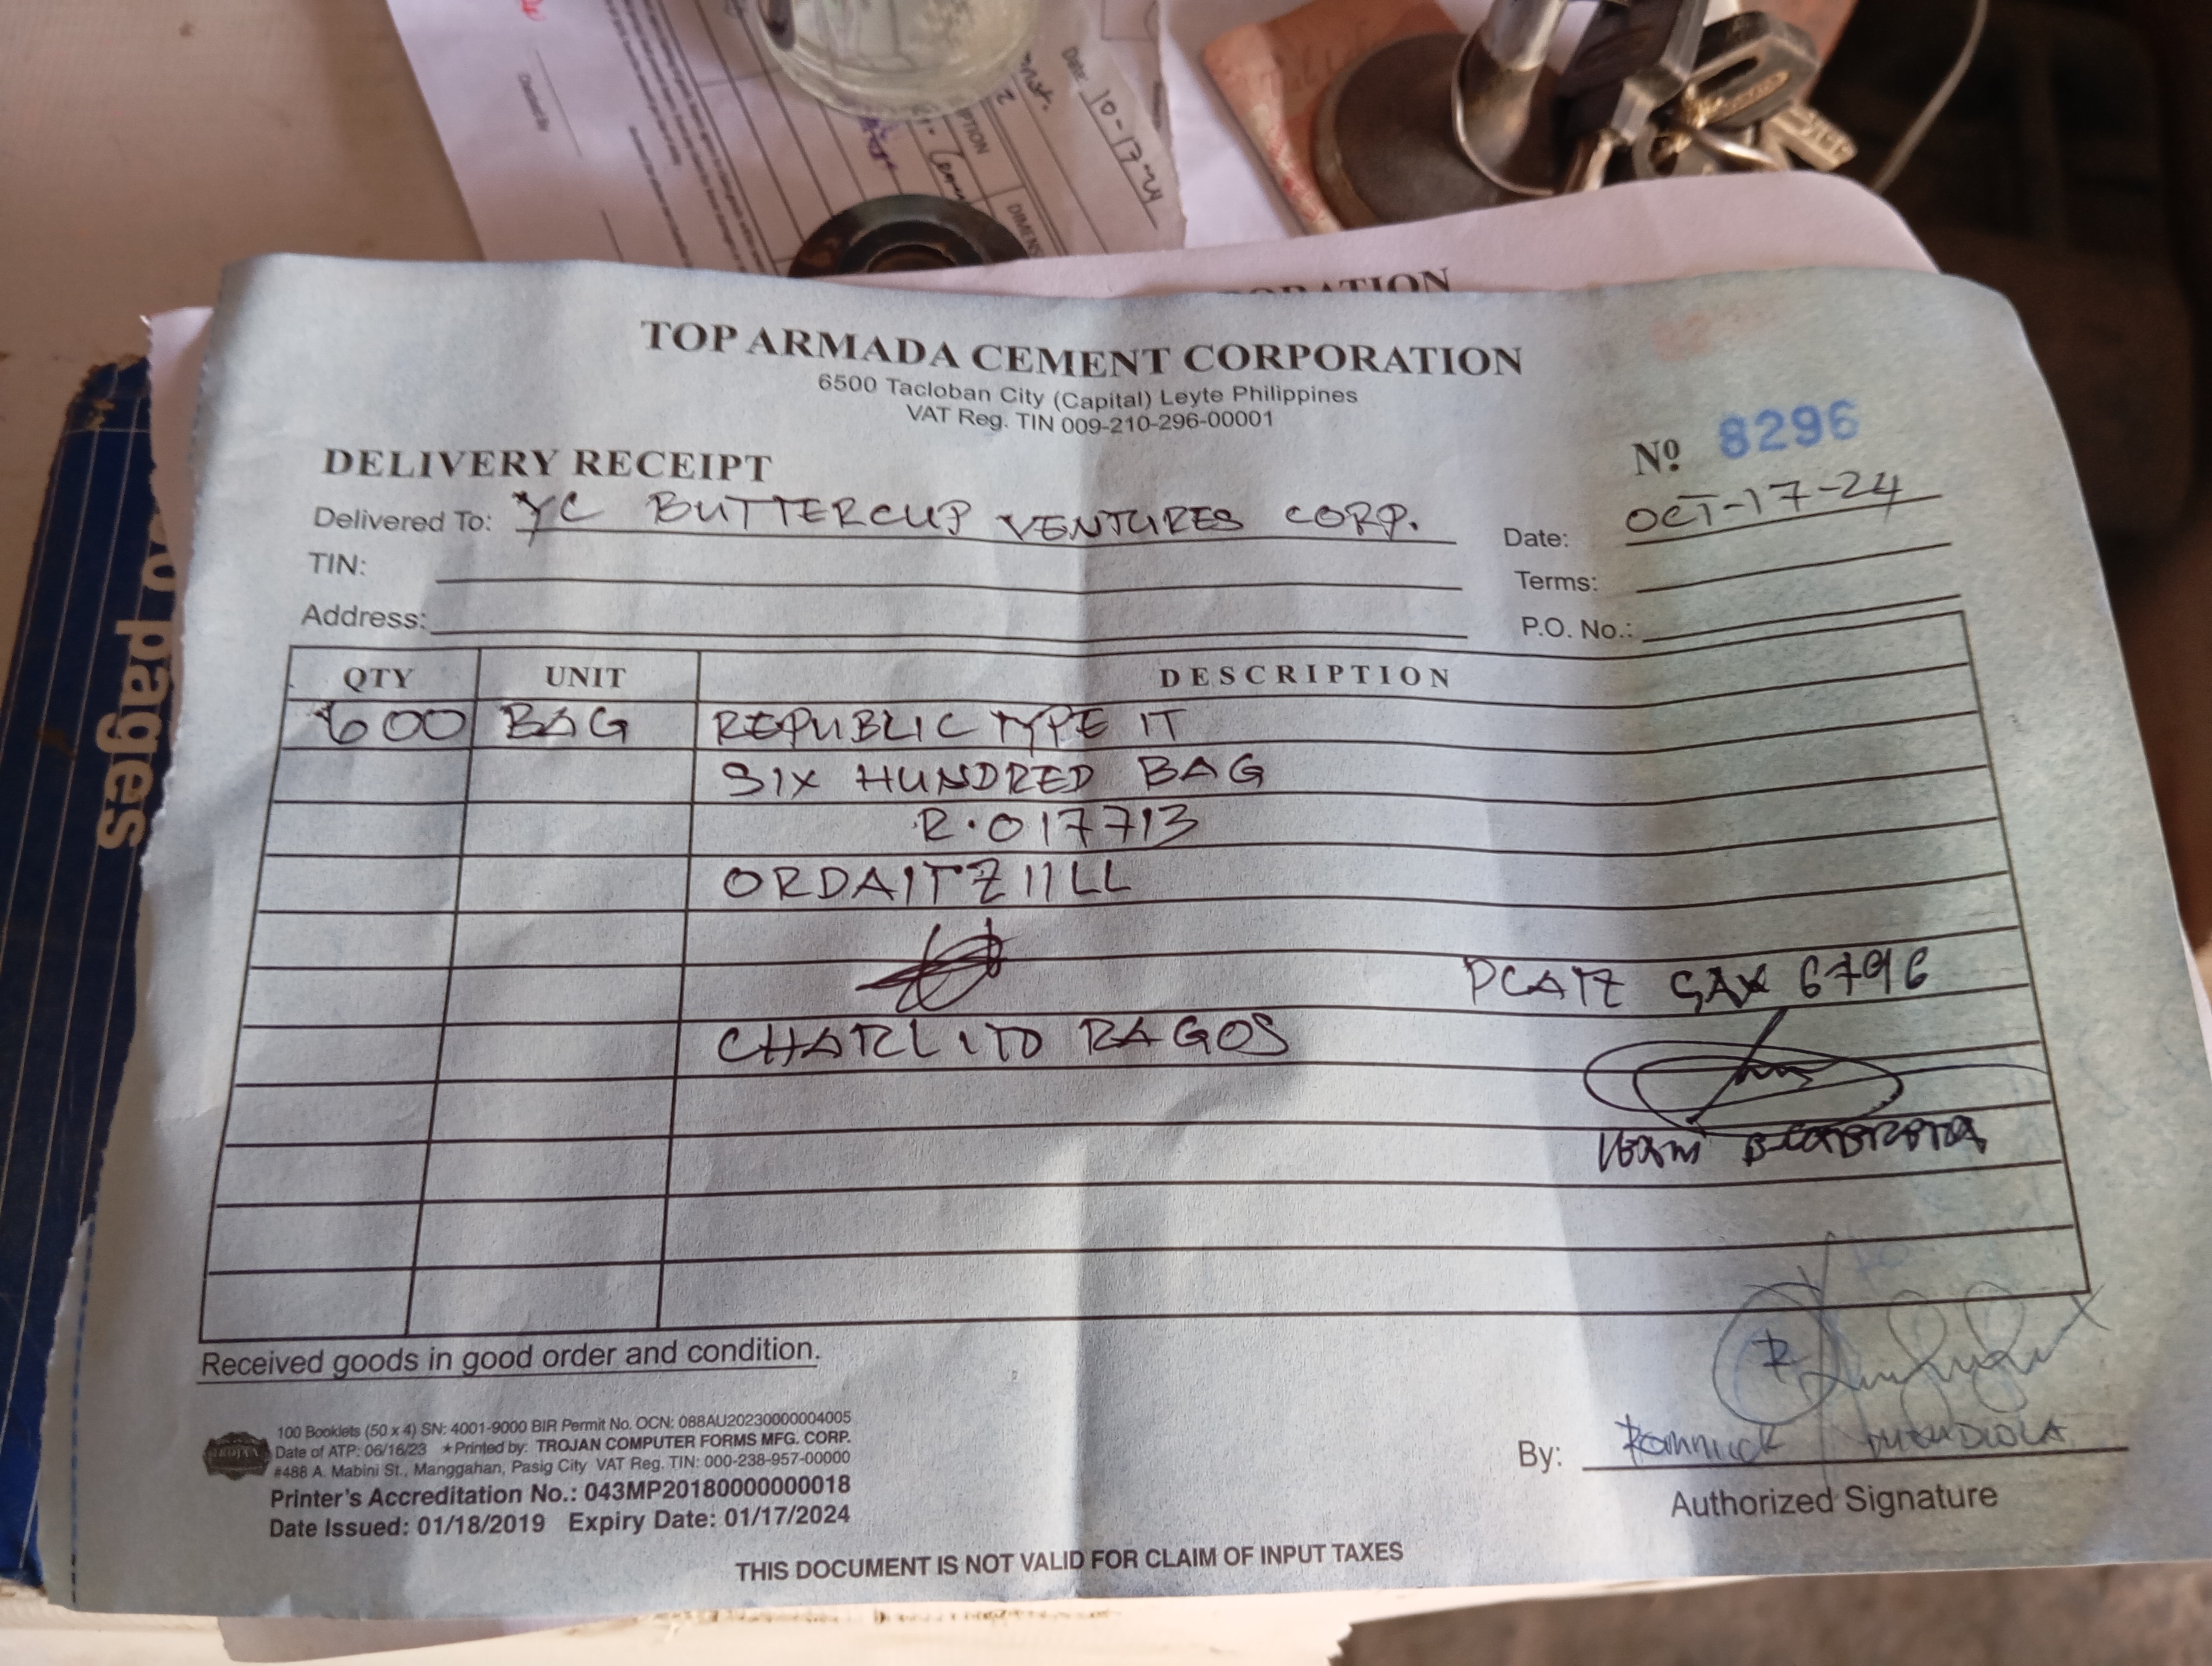 Date: 10-17-24
DIMENS
TOP ARMADA CEMENT CORPORATION
6500 Tacloban City (Capital) Leyte Philippines
VAT Reg. TIN 009-210-296-00001
DELIVERY RECEIPT
Nº 8296
Delivered To: YC BUTTERCUP VENTURES CORP.
Date: OCT-17-24
TIN:
Terms:
Address:
P.O. No.:
QTY UNIT DESCRIPTION
600 BAG REPUBLIC TYPE IT
SIX HUNDRED BAG
R.017713
ORDAITZ11LL
PCATZ GAX 6796
CHARLITO RAGOS
Received goods in good order and condition.
100 Booklets (50 x 4) SN: 4001-9000 BIR Permit No. OCN: 088AU20230000004005
Date of ATP: 06/16/23 ★Printed by: TROJAN COMPUTER FORMS MFG. CORP.
#488 A. Mabini St., Manggahan, Pasig City VAT Reg. TIN: 000-238-957-00000
Printer's Accreditation No.: 043MP20180000000018
Date Issued: 01/18/2019 Expiry Date: 01/17/2024
By: Romnick MENDIOLA
Authorized Signature
THIS DOCUMENT IS NOT VALID FOR CLAIM OF INPUT TAXES
pages